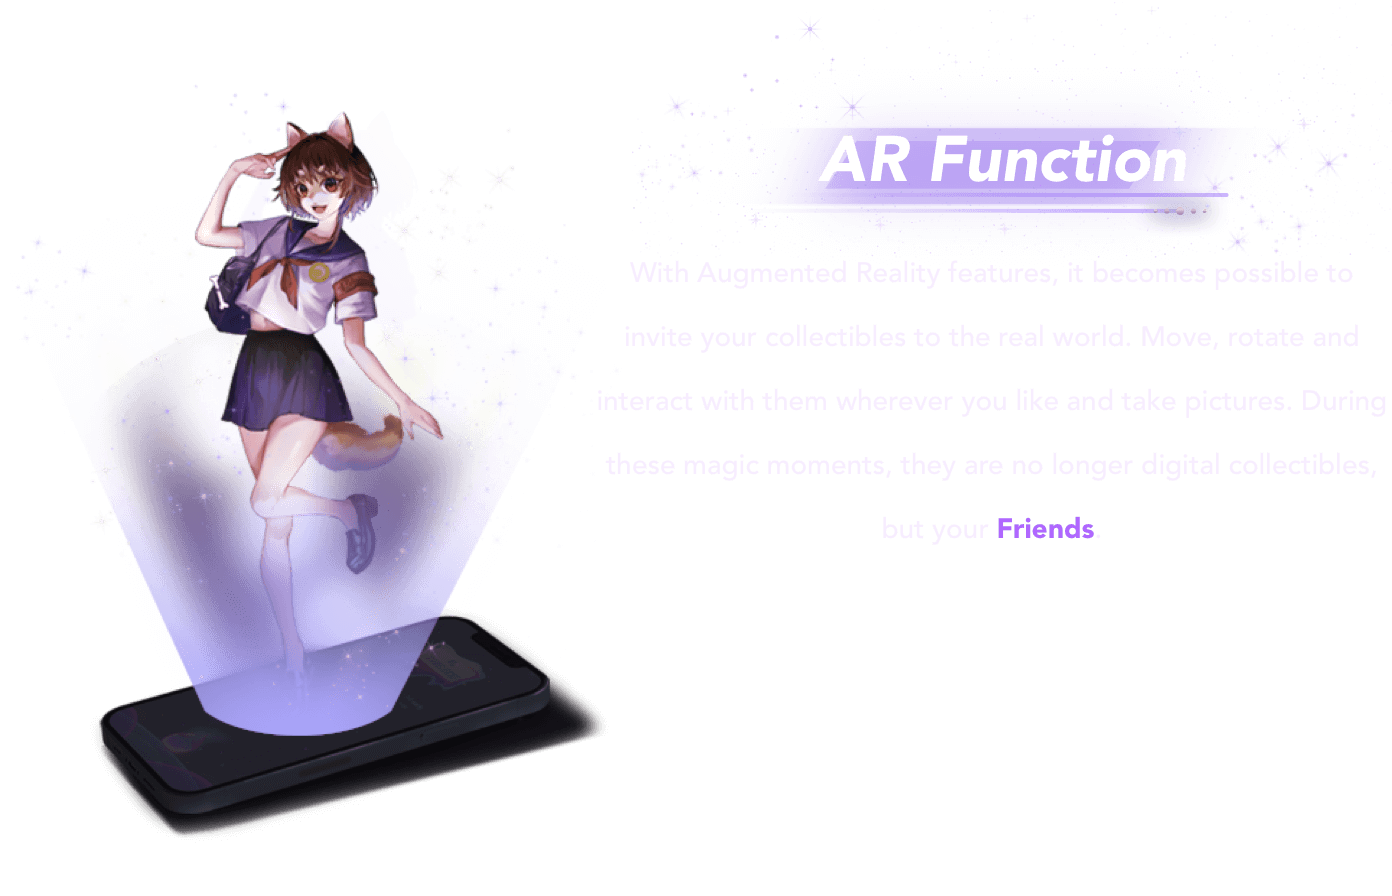 AR Function
With Augmented Reality features, it becomes possible to
invite your collectibles to the real world. Move, rotate and
interact with them wherever you like and take pictures. During
these magic moments, they are no longer digital collectibles,
but your Friends.